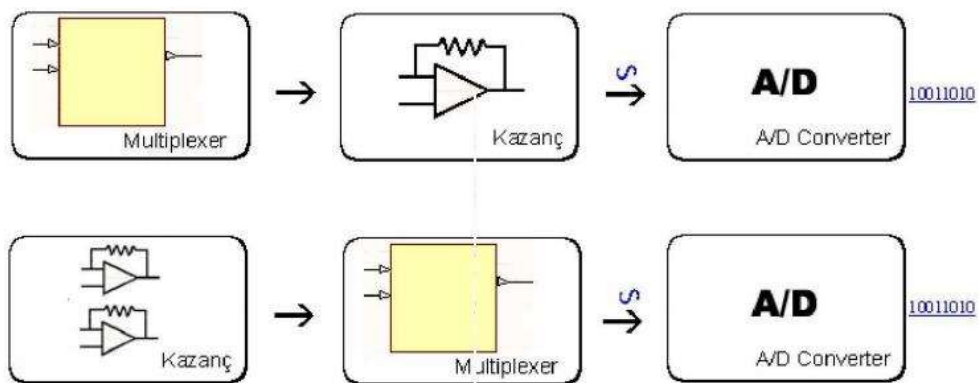 Multiplexer
Kazanç
S
A/D
A/D Converter
10011010
Kazanç
Multiplexer
S
A/D
A/D Converter
10011010